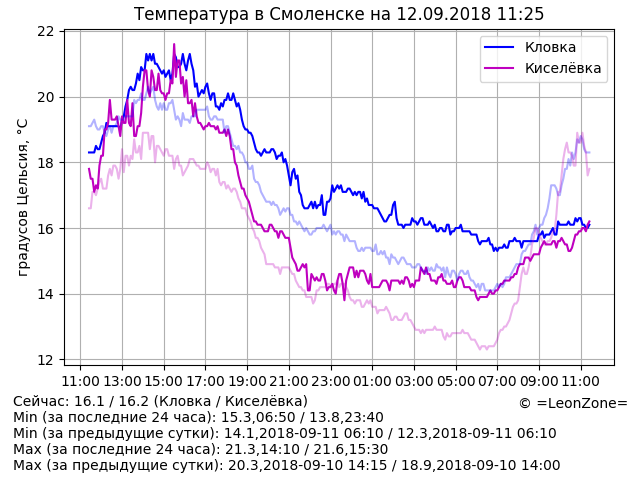 Температура в Смоленске на 12.09.2018 11:25
градусов Цельсия, °C
22
20
18
16
14
12
Кловка
Киселёвка
11:00 13:00 15:00 17:00 19:00 21:00 23:00 01:00 03:00 05:00 07:00 09:00 11:00
Сейчас: 16.1 / 16.2 (Кловка / Киселёвка)
© =LeonZone=
Min (за последние 24 часа): 15.3,06:50 / 13.8,23:40
Min (за предыдущие сутки): 14.1,2018-09-11 06:10 / 12.3,2018-09-11 06:10
Max (за последние 24 часа): 21.3,14:10 / 21.6,15:30
Max (за предыдущие сутки): 20.3,2018-09-10 14:15 / 18.9,2018-09-10 14:00